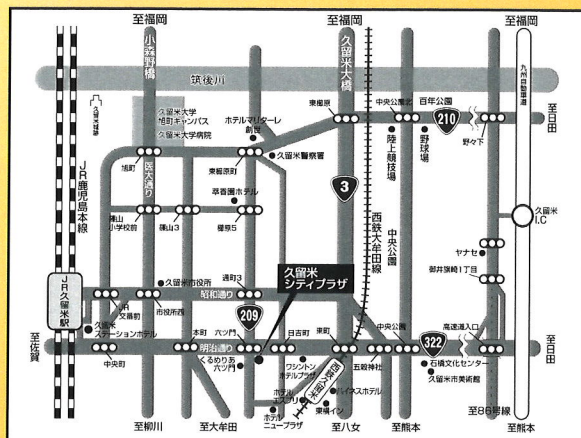 至福岡
至福岡
至福岡
小森野橋
久留米大橋
九州自動車道
筑後川
久留米城跡
久留米大学
旭町キャンパス
久留米大学病院
ホテルマリターレ
創世
東櫛原
中央公園北
百年公園
210
至日田
久留米警察署
陸上競技場
野球場
野々下
旭町
医大通り
東櫛原町
JR鹿児島本線
萃香園ホテル
3
西鉄大牟田線
中央公園
篠山
小学校前
篠山3
櫛原5
久留米
I.C
ヤナセ
久留米市役所
通町3
久留米
シティプラザ
御井旗崎1丁目
JR久留米駅
昭和通り
JR
交番前
市役所西
209
久留米
ステーションホテル
本町
六ツ門
日吉町
東町
中央公園
高速道入口
至佐賀
明治通り
322
至日田
中央町
くるめりあ
六ツ門
ワシントン
ホテルプラザ
西鉄久留米
五穀神社
石橋文化センター
久留米市美術館
ホテル
エスプリ
ハイネスホテル
ホテル
ニュープラザ
東横イン
至柳川
至大牟田
至八女
至熊本
至86号線
至熊本